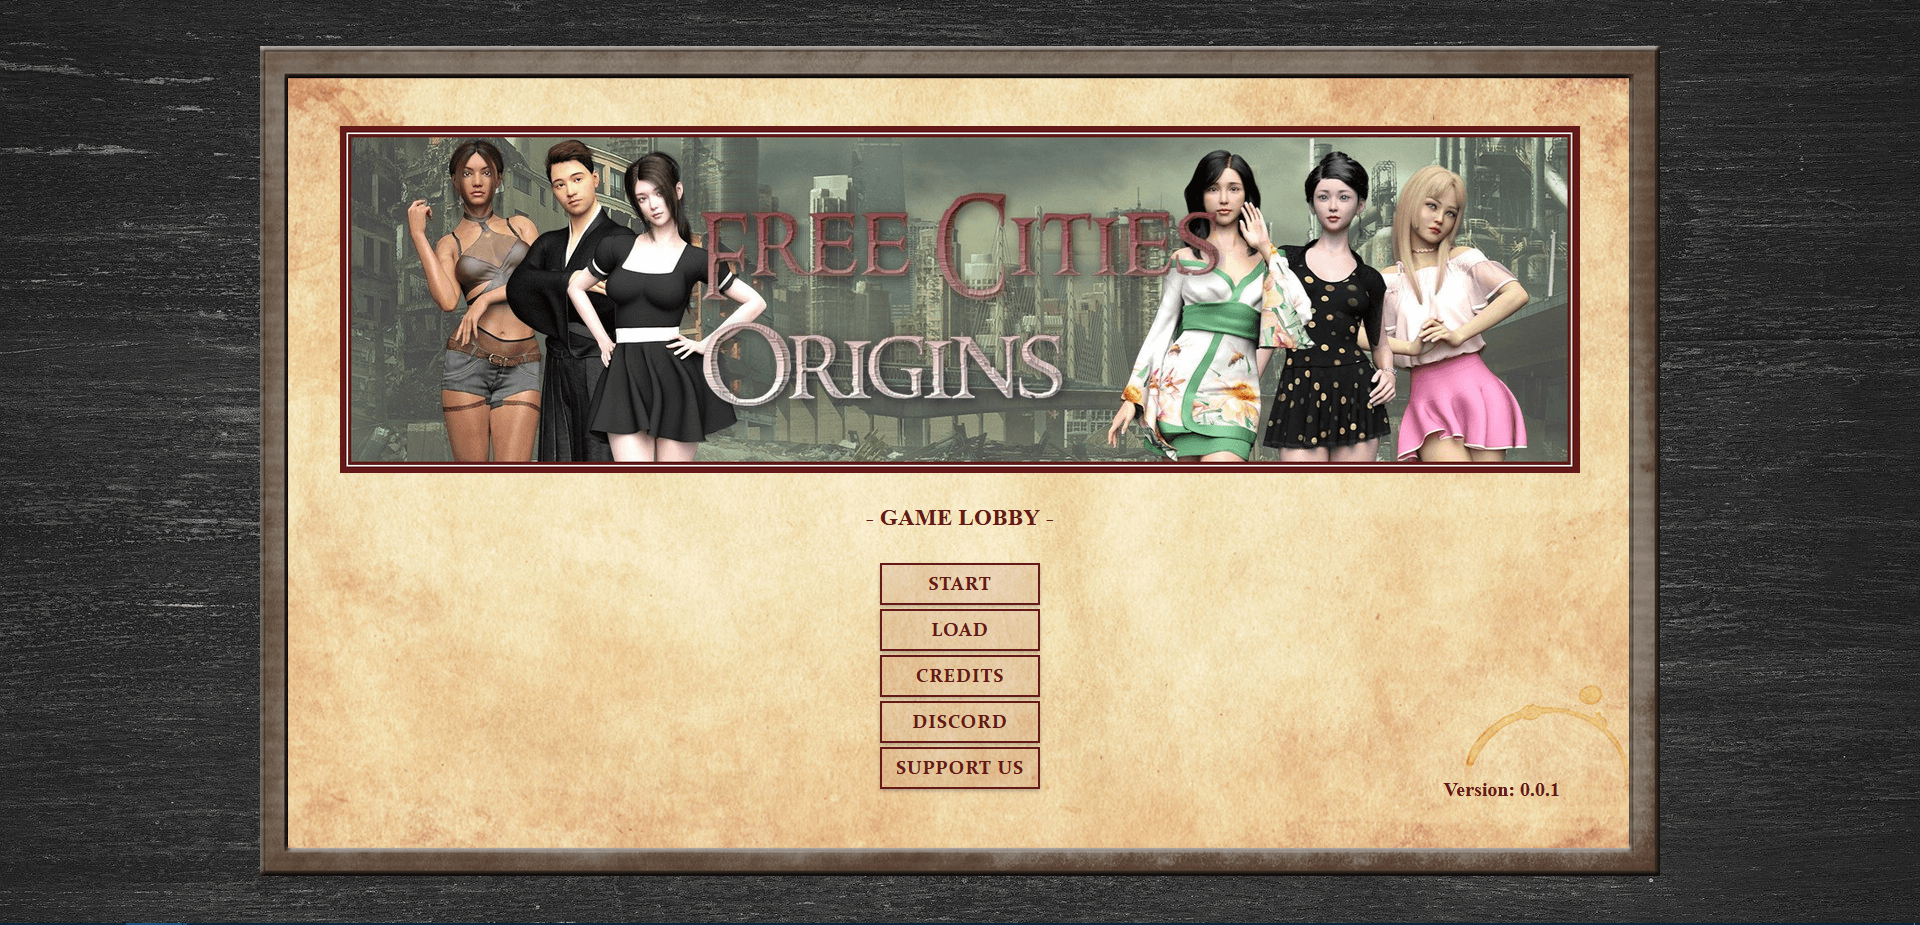 FREE CITIES
ORIGINS
- GAME LOBBY -
START
LOAD
CREDITS
DISCORD
SUPPORT US
Version: 0.0.1